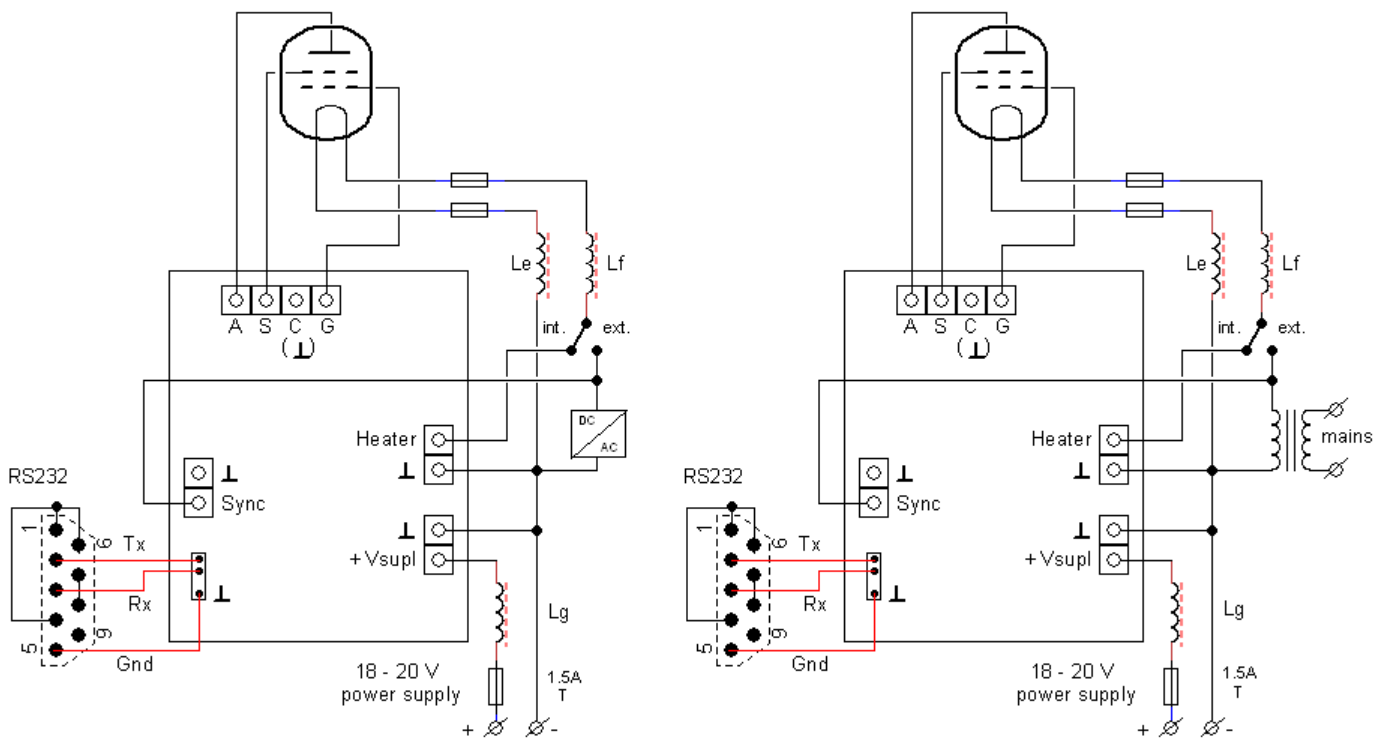 Le
Lf
A S C G
(⊥)
int.
ext.
DC
AC
Heater
⊥
⊥
Sync
RS232
1
6
Tx
Rx
⊥
5
9
Gnd
⊥
+ Vsupl
Lg
18 - 20 V
power supply
1.5A
T
+
-
Le
Lf
A S C G
(⊥)
int.
ext.
mains
Heater
⊥
⊥
Sync
RS232
1
6
Tx
Rx
⊥
5
9
Gnd
⊥
+ Vsupl
Lg
18 - 20 V
power supply
1.5A
T
+
-